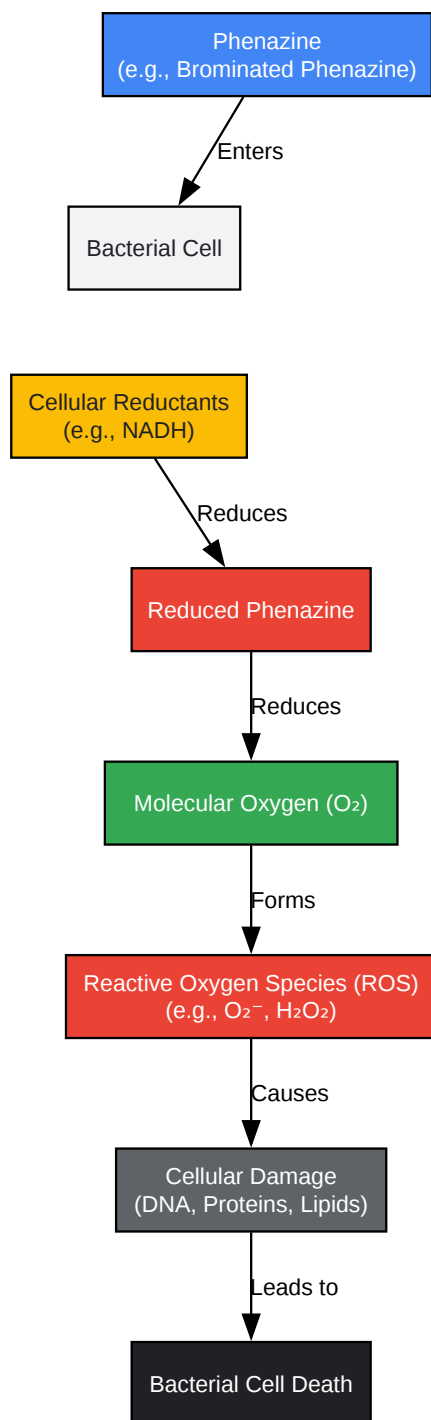 Phenazine
(e.g., Brominated Phenazine)
Enters
Bacterial Cell
Cellular Reductants
(e.g., NADH)
Reduces
Reduced Phenazine
Reduces
Molecular Oxygen (O₂)
Forms
Reactive Oxygen Species (ROS)
(e.g., O₂⁻, H₂O₂)
Causes
Cellular Damage
(DNA, Proteins, Lipids)
Leads to
Bacterial Cell Death